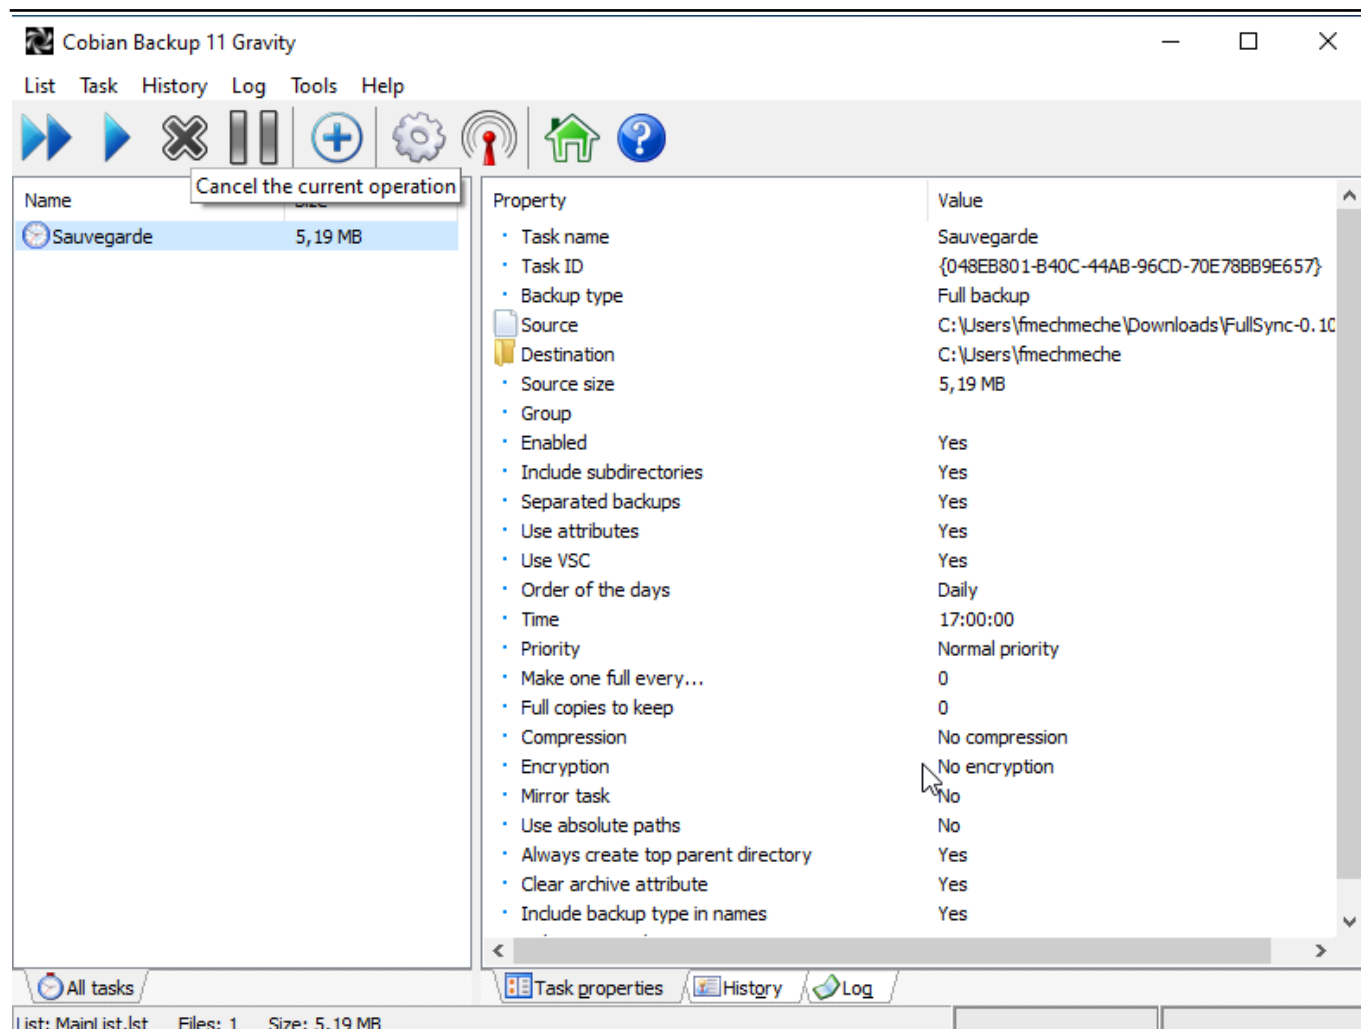 Cobian Backup 11 Gravity
List Task History Log Tools Help
Cancel the current operation
Name
Property Value
Sauvegarde 5,19 MB
Task name Sauvegarde
Task ID {048EB801-B40C-44AB-96CD-70E78BB9E657}
Backup type Full backup
Source C:\Users\fmechmeche\Downloads\FullSync-0.10
Destination C:\Users\fmechmeche
Source size 5,19 MB
Group
Enabled Yes
Include subdirectories Yes
Separated backups Yes
Use attributes Yes
Use VSC Yes
Order of the days Daily
Time 17:00:00
Priority Normal priority
Make one full every... 0
Full copies to keep 0
Compression No compression
Encryption No encryption
Mirror task No
Use absolute paths No
Always create top parent directory Yes
Clear archive attribute Yes
Include backup type in names Yes
All tasks
Task properties History Log
List: MainList.lst Files: 1 Size: 5,19 MB